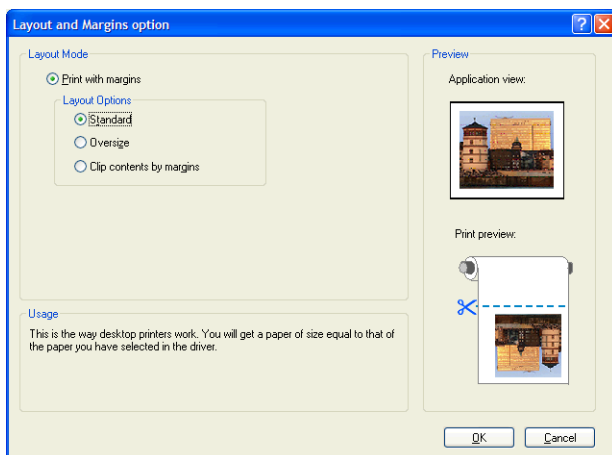 Layout and Margins option
Layout Mode
Print with margins
Layout Options
Standard
Oversize
Clip contents by margins
Usage
This is the way desktop printers work. You will get a paper of size equal to that of
the paper you have selected in the driver.
Preview
Application view:
Print preview:
OK
Cancel